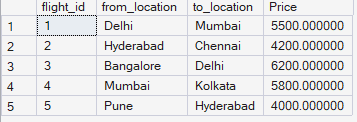 flight_id from_location to_location Price
1 1 Delhi Mumbai 5500.000000
2 2 Hyderabad Chennai 4200.000000
3 3 Bangalore Delhi 6200.000000
4 4 Mumbai Kolkata 5800.000000
5 5 Pune Hyderabad 4000.000000